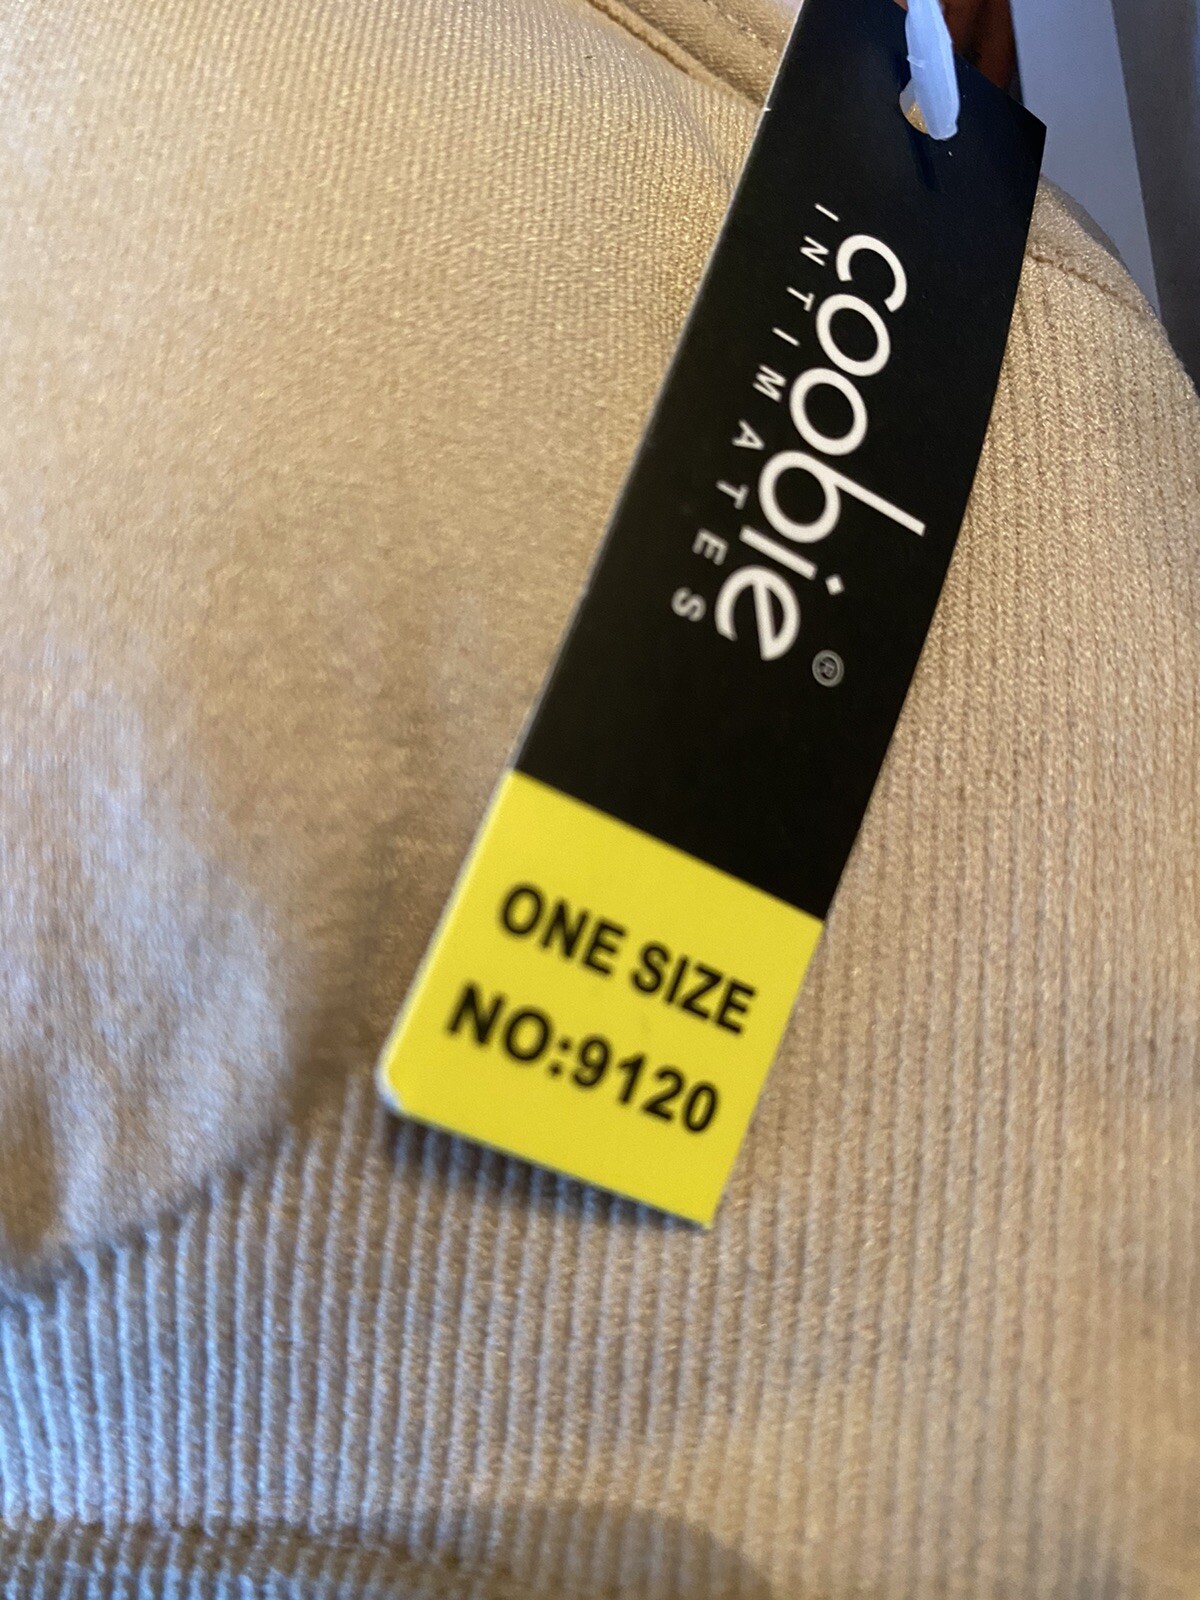 coobie®
INTIMATES
ONE SIZE
NO:9120